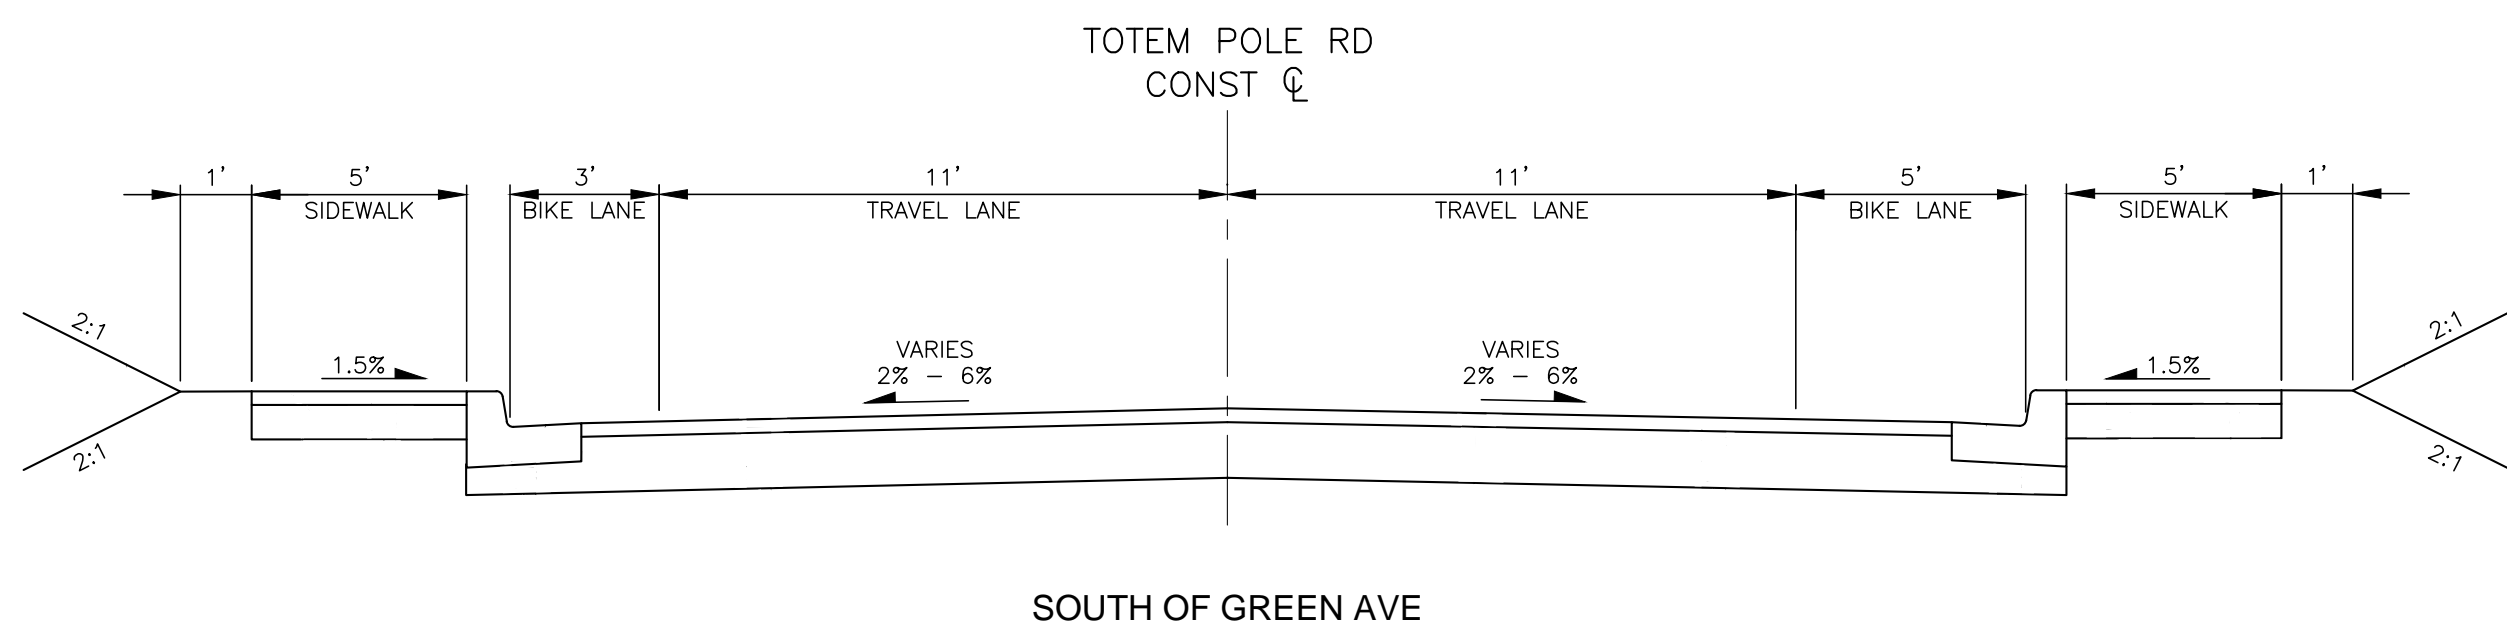 TOTEM POLE RD
CONST ℄
1' 5' 3' 11' 11' 5' 5' 1'
SIDEWALK BIKE LANE TRAVEL LANE TRAVEL LANE BIKE LANE SIDEWALK
2:1 2:1
VARIES VARIES
1.5% 2% - 6% 2% - 6% 1.5%
2:1 2:1
SOUTH OF GREEN AVE